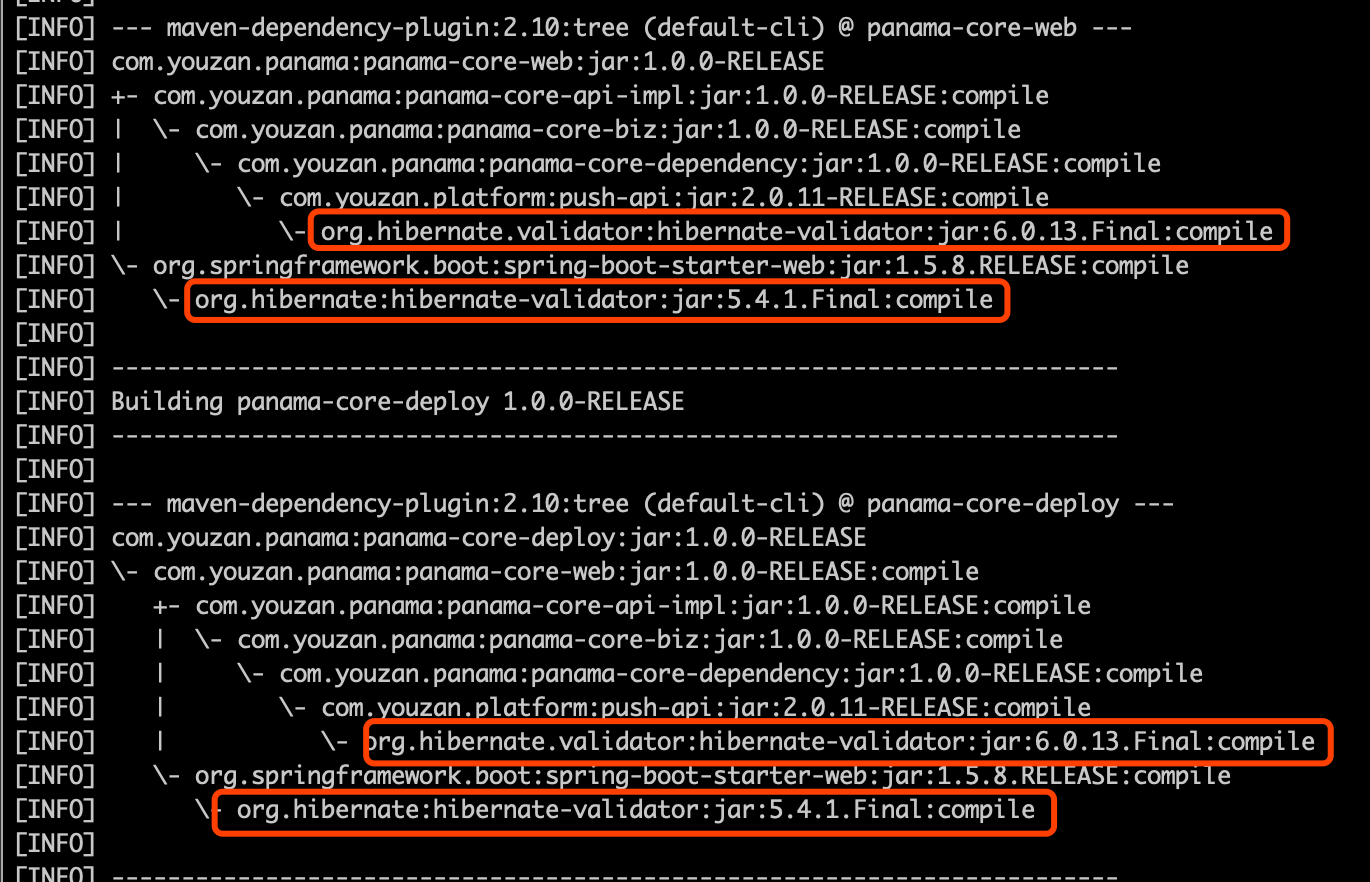 [INFO]
[INFO] --- maven-dependency-plugin:2.10:tree (default-cli) @ panama-core-web ---
[INFO] com.youzan.panama:panama-core-web:jar:1.0.0-RELEASE
[INFO] +- com.youzan.panama:panama-core-api-impl:jar:1.0.0-RELEASE:compile
[INFO] |  \- com.youzan.panama:panama-core-biz:jar:1.0.0-RELEASE:compile
[INFO] |     \- com.youzan.panama:panama-core-dependency:jar:1.0.0-RELEASE:compile
[INFO] |        \- com.youzan.platform:push-api:jar:2.0.11-RELEASE:compile
[INFO] |           \- org.hibernate.validator:hibernate-validator:jar:6.0.13.Final:compile
[INFO] \- org.springframework.boot:spring-boot-starter-web:jar:1.5.8.RELEASE:compile
[INFO]    \- org.hibernate:hibernate-validator:jar:5.4.1.Final:compile
[INFO]
[INFO] ------------------------------------------------------------------------
[INFO] Building panama-core-deploy 1.0.0-RELEASE
[INFO] ------------------------------------------------------------------------
[INFO]
[INFO] --- maven-dependency-plugin:2.10:tree (default-cli) @ panama-core-deploy ---
[INFO] com.youzan.panama:panama-core-deploy:jar:1.0.0-RELEASE
[INFO] \- com.youzan.panama:panama-core-web:jar:1.0.0-RELEASE:compile
[INFO]    +- com.youzan.panama:panama-core-api-impl:jar:1.0.0-RELEASE:compile
[INFO]    |  \- com.youzan.panama:panama-core-biz:jar:1.0.0-RELEASE:compile
[INFO]    |     \- com.youzan.panama:panama-core-dependency:jar:1.0.0-RELEASE:compile
[INFO]    |        \- com.youzan.platform:push-api:jar:2.0.11-RELEASE:compile
[INFO]    |           \- org.hibernate.validator:hibernate-validator:jar:6.0.13.Final:compile
[INFO]    \- org.springframework.boot:spring-boot-starter-web:jar:1.5.8.RELEASE:compile
[INFO]       \- org.hibernate:hibernate-validator:jar:5.4.1.Final:compile
[INFO]
[INFO] ------------------------------------------------------------------------